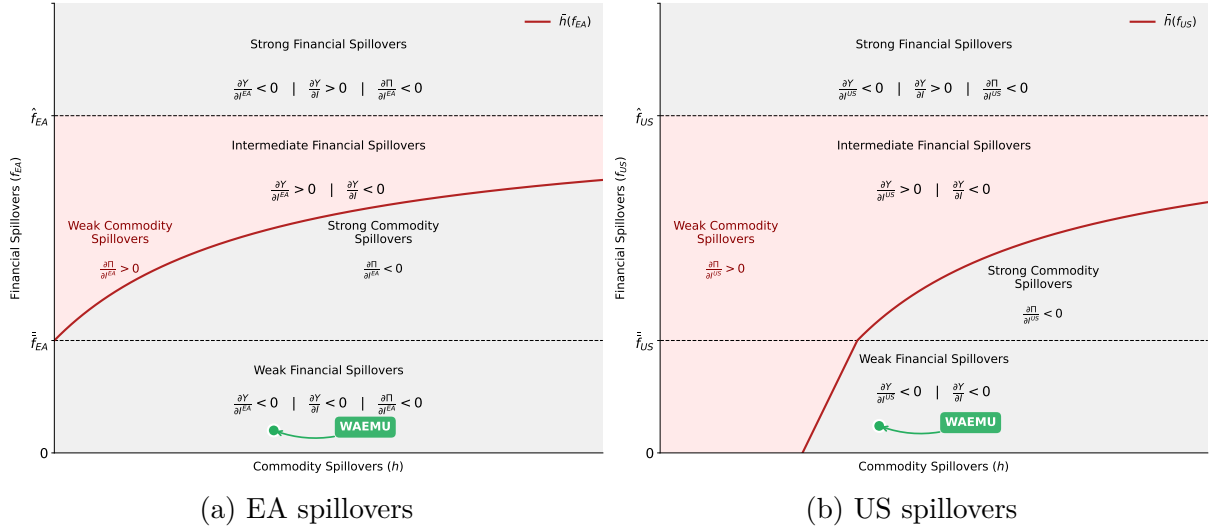 h̄(f_EA)
Strong Financial Spillovers
∂Y/∂I^EA < 0 | ∂Y/∂I > 0 | ∂Π/∂I^EA < 0
f̂_EA
Intermediate Financial Spillovers
∂Y/∂I^EA > 0 | ∂Y/∂I < 0
Weak Commodity
Spillovers
∂Π/∂I^EA > 0
Strong Commodity
Spillovers
∂Π/∂I^EA < 0
Financial Spillovers (f_EA)
f̿_EA
Weak Financial Spillovers
∂Y/∂I^EA < 0 | ∂Y/∂I < 0 | ∂Π/∂I^EA < 0
WAEMU
0
Commodity Spillovers (h)
(a) EA spillovers
h̄(f_US)
Strong Financial Spillovers
∂Y/∂I^US < 0 | ∂Y/∂I > 0 | ∂Π/∂I^US < 0
f̂_US
Intermediate Financial Spillovers
∂Y/∂I^US > 0 | ∂Y/∂I < 0
Weak Commodity
Spillovers
∂Π/∂I^US > 0
Strong Commodity
Spillovers
∂Π/∂I^US < 0
Financial Spillovers (f_US)
f̿_US
Weak Financial Spillovers
∂Y/∂I^US < 0 | ∂Y/∂I < 0
WAEMU
0
Commodity Spillovers (h)
(b) US spillovers